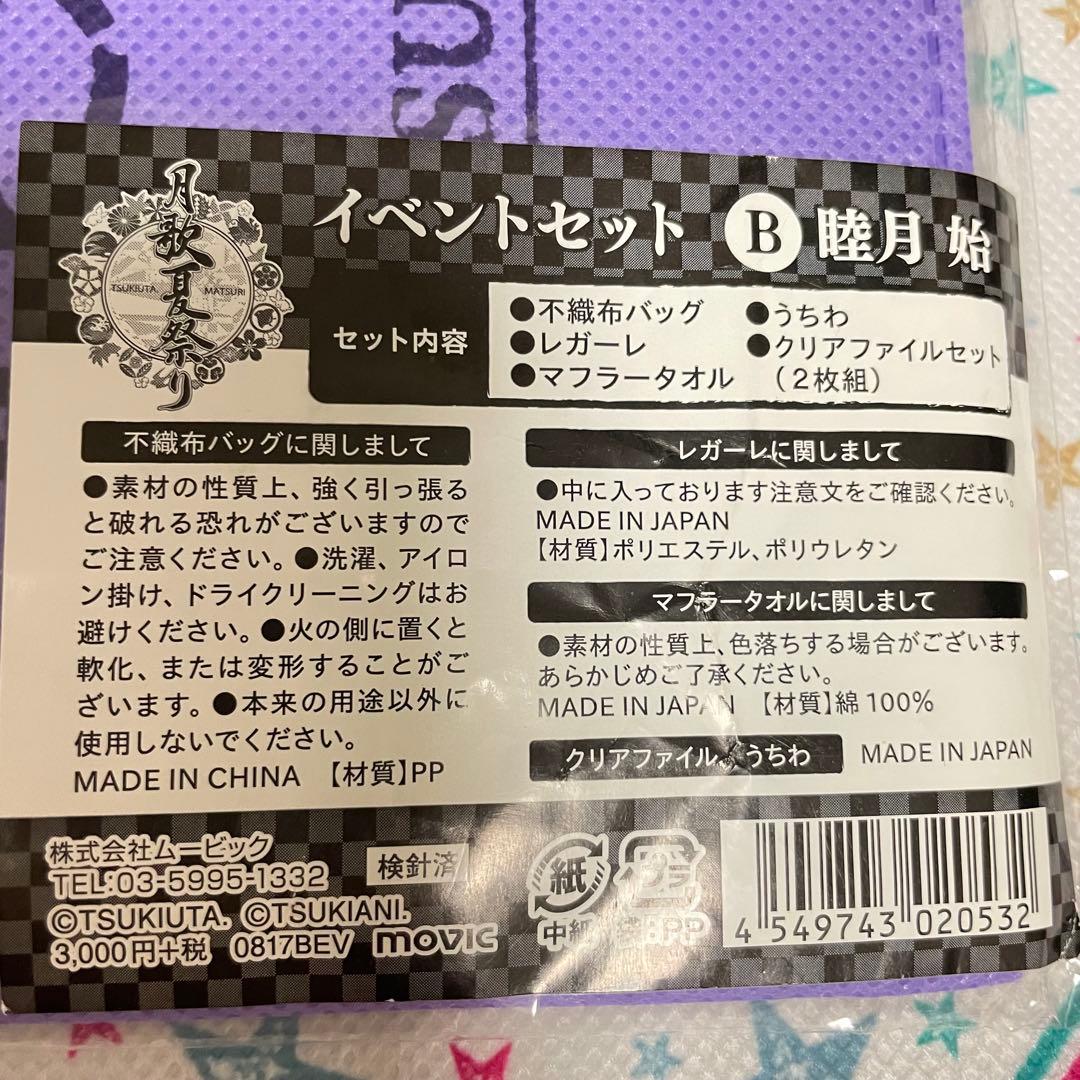 SU
月歌夏祭り
TSUKIUTA MATSURI
イベントセット B 睦月 始
セット内容
●不織布バッグ
●レガーレ
●マフラータオル
●うちわ
●クリアファイルセット
(2枚組)
不織布バッグに関しまして
●素材の性質上、強く引っ張る
と破れる恐れがございますので
ご注意ください。●洗濯、アイロ
ン掛け、ドライクリーニングはお
避けください。●火の側に置くと
軟化、または変形することがご
ざいます。●本来の用途以外に
使用しないでください。
MADE IN CHINA 【材質】PP
レガーレに関しまして
●中に入っております注意文をご確認ください。
MADE IN JAPAN
【材質】ポリエステル、ポリウレタン
マフラータオルに関しまして
●素材の性質上、色落ちする場合がございます。
あらかじめご了承ください。
MADE IN JAPAN 【材質】綿100%
クリアファイル、うちわ MADE IN JAPAN
株式会社ムービック
TEL:03-5995-1332
検針済
©TSUKIUTA. ©TSUKIANI.
3,000円+税 0817BEV movic
紙
中紙
プラ
4 549743 020532